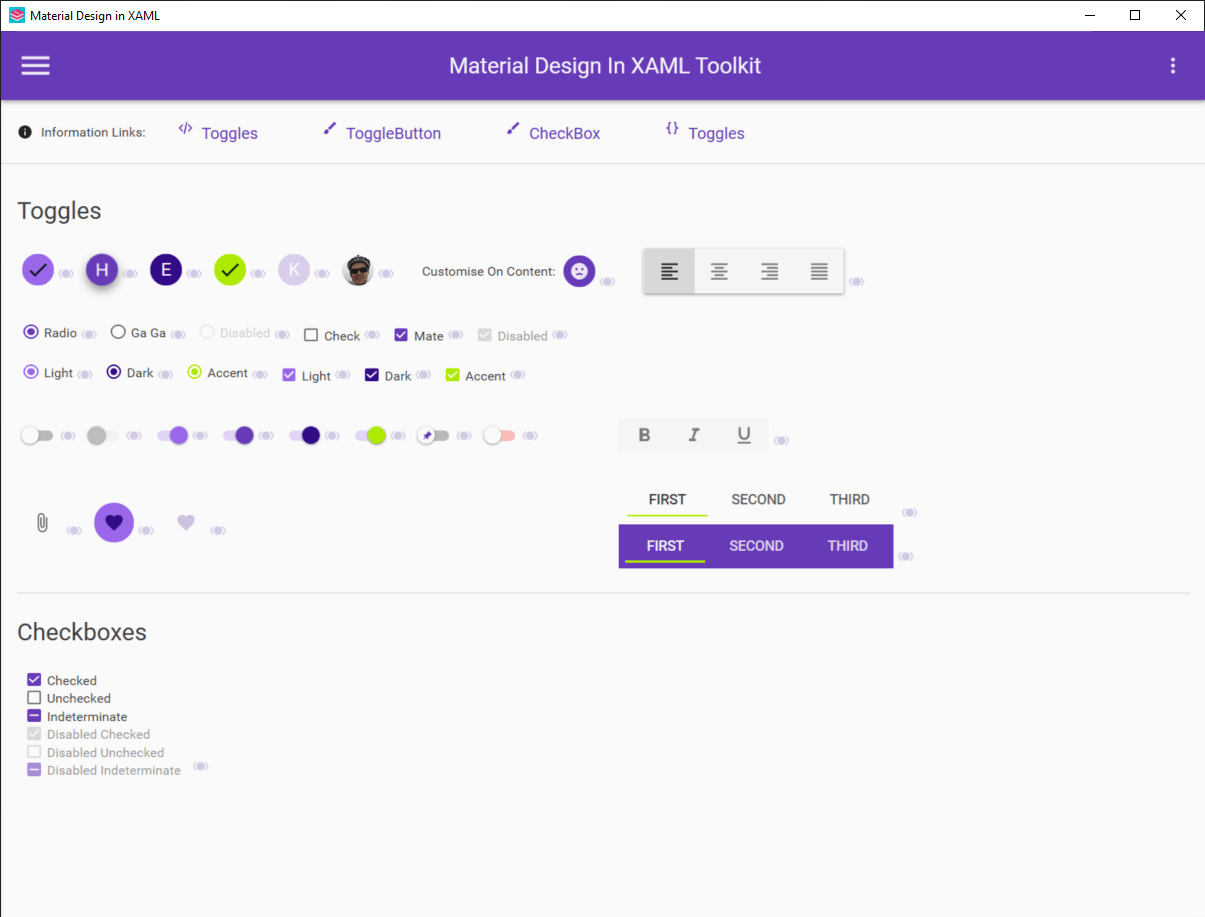 Material Design in XAML
Material Design In XAML Toolkit
Information Links: Toggles ToggleButton CheckBox Toggles
Toggles
H E K Customise On Content:
Radio Ga Ga Disabled Check Mate Disabled
Light Dark Accent Light Dark Accent
B I U
FIRST SECOND THIRD
FIRST SECOND THIRD
Checkboxes
Checked
Unchecked
Indeterminate
Disabled Checked
Disabled Unchecked
Disabled Indeterminate